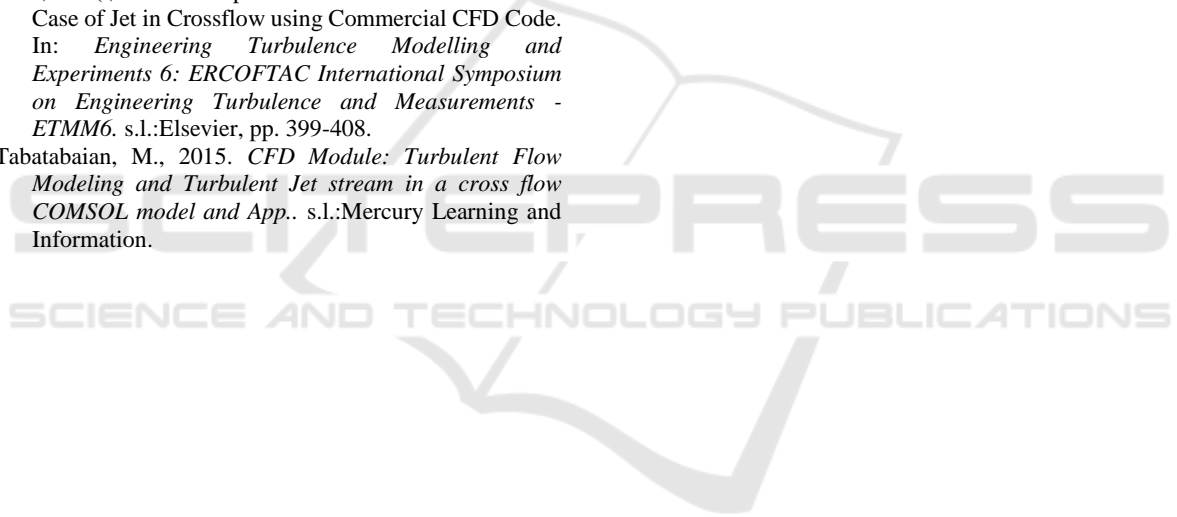 Case of Jet in Crossflow using Commercial CFD Code.
In: Engineering Turbulence Modelling and
Experiments 6: ERCOFTAC International Symposium
on Engineering Turbulence and Measurements -
ETMM6. s.l.:Elsevier, pp. 399-408.
Tabatabaian, M., 2015. CFD Module: Turbulent Flow
Modeling and Turbulent Jet stream in a cross flow
COMSOL model and App.. s.l.:Mercury Learning and
Information.
SCITEPRESS
SCIENCE AND TECHNOLOGY PUBLICATIONS